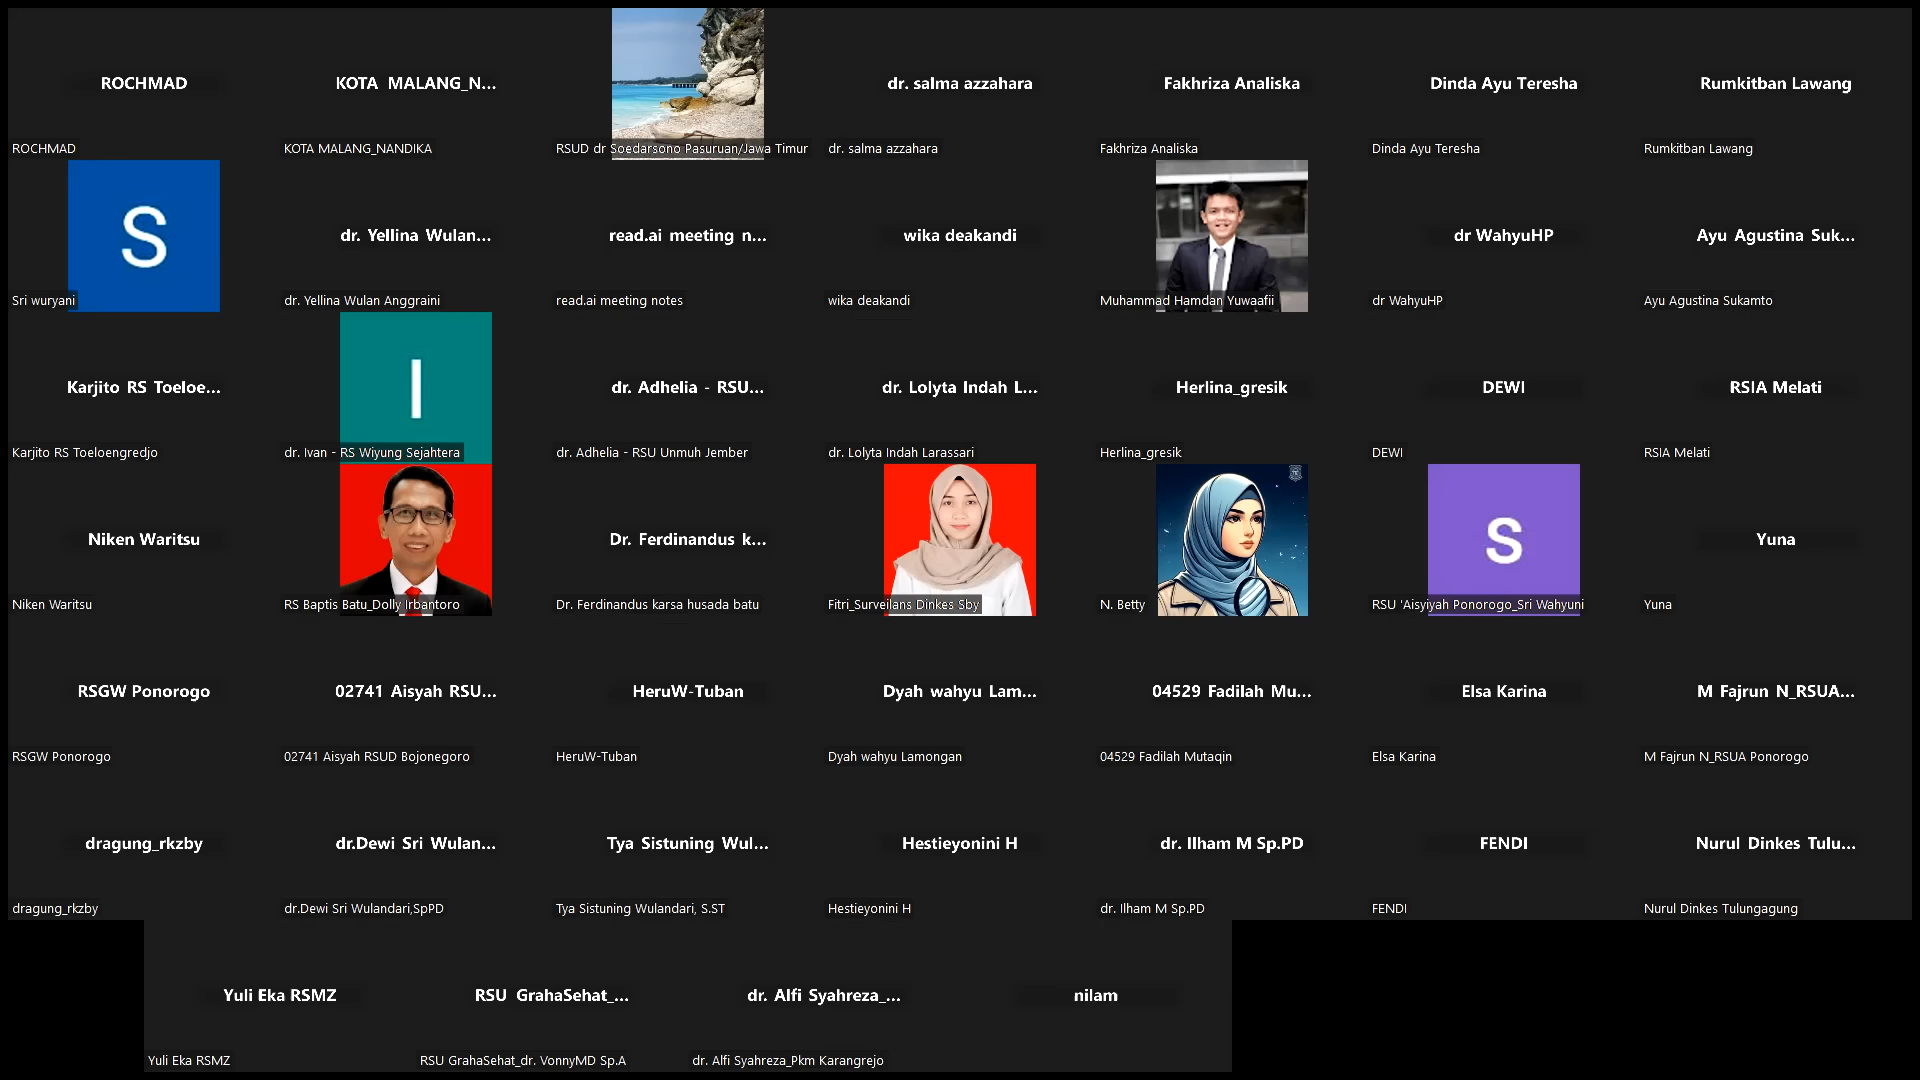 ROCHMAD
KOTA MALANG_N...
dr. salma azzahara
Fakhriza Analiska
Dinda Ayu Teresha
Rumkitban Lawang
ROCHMAD
KOTA MALANG_NANDIKA
RSUD dr Soedarsono Pasuruan/Jawa Timur
dr. salma azzahara
Fakhriza Analiska
Dinda Ayu Teresha
Rumkitban Lawang
S
dr. Yellina Wulan...
read.ai meeting n...
wika deakandi
dr WahyuHP
Ayu Agustina Suk...
Sri wuryani
dr. Yellina Wulan Anggraini
read.ai meeting notes
wika deakandi
Muhammad Hamdan Yuwaafii
dr WahyuHP
Ayu Agustina Sukamto
Karjito RS Toeloe...
I
dr. Adhelia - RSU...
dr. Lolyta Indah L...
Herlina_gresik
DEWI
RSIA Melati
Karjito RS Toeloengredjo
dr. Ivan - RS Wiyung Sejahtera
dr. Adhelia - RSU Unmuh Jember
dr. Lolyta Indah Larassari
Herlina_gresik
DEWI
RSIA Melati
Niken Waritsu
Dr. Ferdinandus k...
S
Yuna
Niken Waritsu
RS Baptis Batu_Dolly Irbantoro
Dr. Ferdinandus karsa husada batu
Fitri_Surveilans Dinkes Sby
N. Betty
RSU 'Aisyiyah Ponorogo_Sri Wahyuni
Yuna
RSGW Ponorogo
02741 Aisyah RSU...
HeruW-Tuban
Dyah wahyu Lam...
04529 Fadilah Mu...
Elsa Karina
M Fajrun N_RSUA...
RSGW Ponorogo
02741 Aisyah RSUD Bojonegoro
HeruW-Tuban
Dyah wahyu Lamongan
04529 Fadilah Mutaqin
Elsa Karina
M Fajrun N_RSUA Ponorogo
dragung_rkzby
dr.Dewi Sri Wulan...
Tya Sistuning Wul...
Hestieyonini H
dr. Ilham M Sp.PD
FENDI
Nurul Dinkes Tulu...
dragung_rkzby
dr.Dewi Sri Wulandari,SpPD
Tya Sistuning Wulandari, S.ST
Hestieyonini H
dr. Ilham M Sp.PD
FENDI
Nurul Dinkes Tulungagung
Yuli Eka RSMZ
RSU GrahaSehat_...
dr. Alfi Syahreza_...
nilam
Yuli Eka RSMZ
RSU GrahaSehat_dr. VonnyMD Sp.A
dr. Alfi Syahreza_Pkm Karangrejo